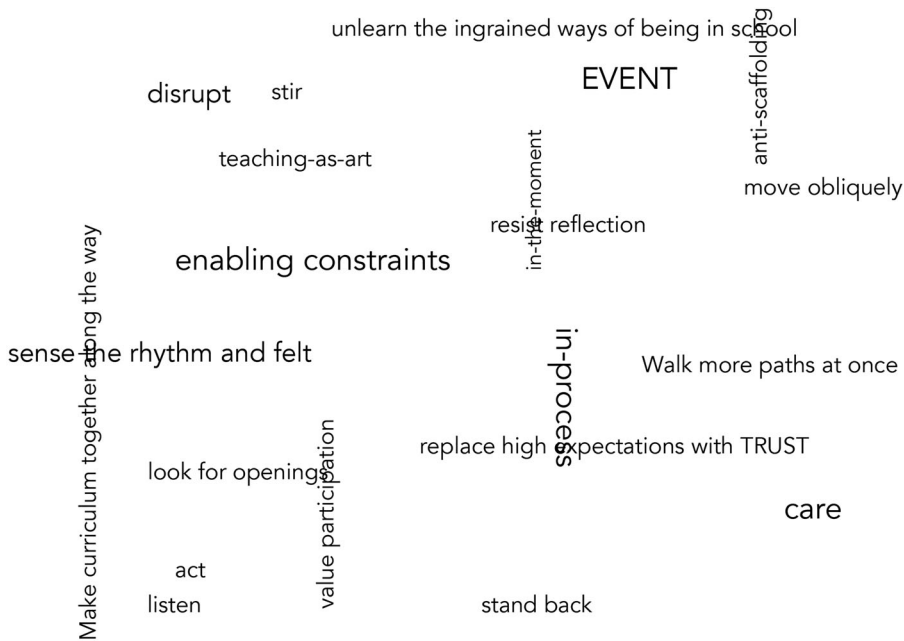 unlearn the ingrained ways of being in school
anti-scaffolding
EVENT
disrupt
stir
teaching-as-art
in-the-moment
move obliquely
resist reflection
enabling constraints
Make curriculum together along the way
sense the rhythm and felt
in-process
Walk more paths at once
replace high expectations with TRUST
look for openings
value participation
care
act
listen
stand back